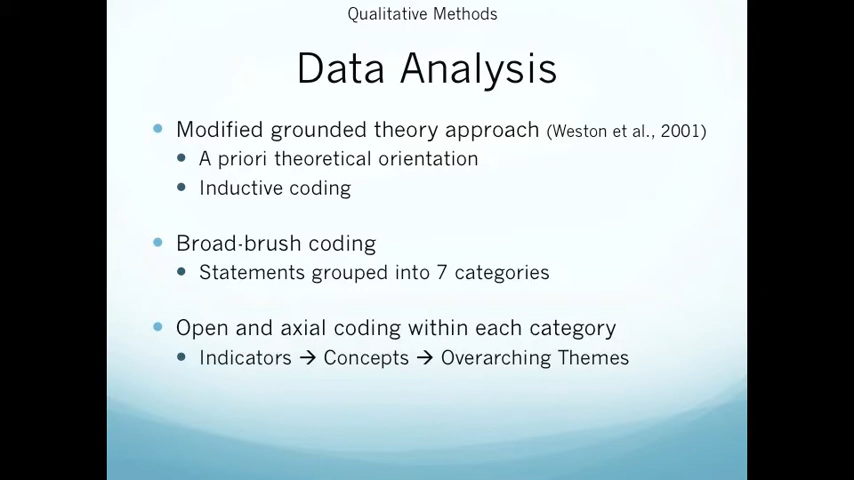 Qualitative Methods
Data Analysis
• Modified grounded theory approach (Weston et al., 2001)
• A priori theoretical orientation
• Inductive coding
• Broad-brush coding
• Statements grouped into 7 categories
• Open and axial coding within each category
• Indicators → Concepts → Overarching Themes